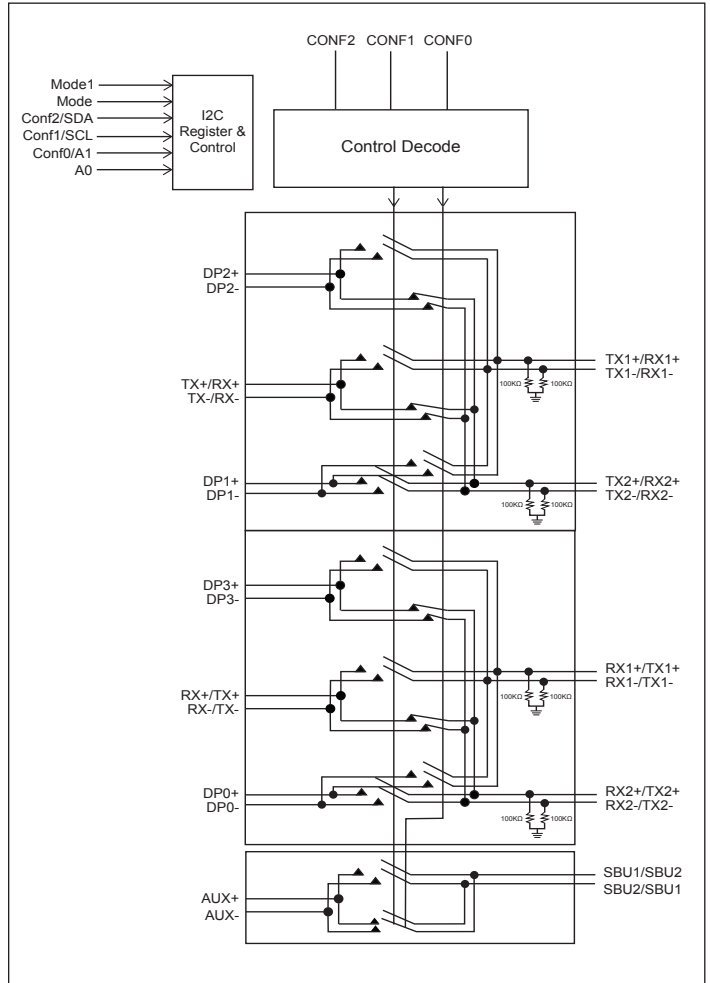 CONF2 CONF1 CONF0
Mode1
Mode
Conf2/SDA
Conf1/SCL
Conf0/A1
A0
I2C
Register &
Control
Control Decode
DP2+
DP2-
TX+/RX+
TX-/RX-
TX1+/RX1+
TX1-/RX1-
100KΩ 100KΩ
DP1+
DP1-
TX2+/RX2+
TX2-/RX2-
100KΩ 100KΩ
DP3+
DP3-
RX+/TX+
RX-/TX-
RX1+/TX1+
RX1-/TX1-
100KΩ 100KΩ
DP0+
DP0-
RX2+/TX2+
RX2-/TX2-
100KΩ 100KΩ
AUX+
AUX-
SBU1/SBU2
SBU2/SBU1